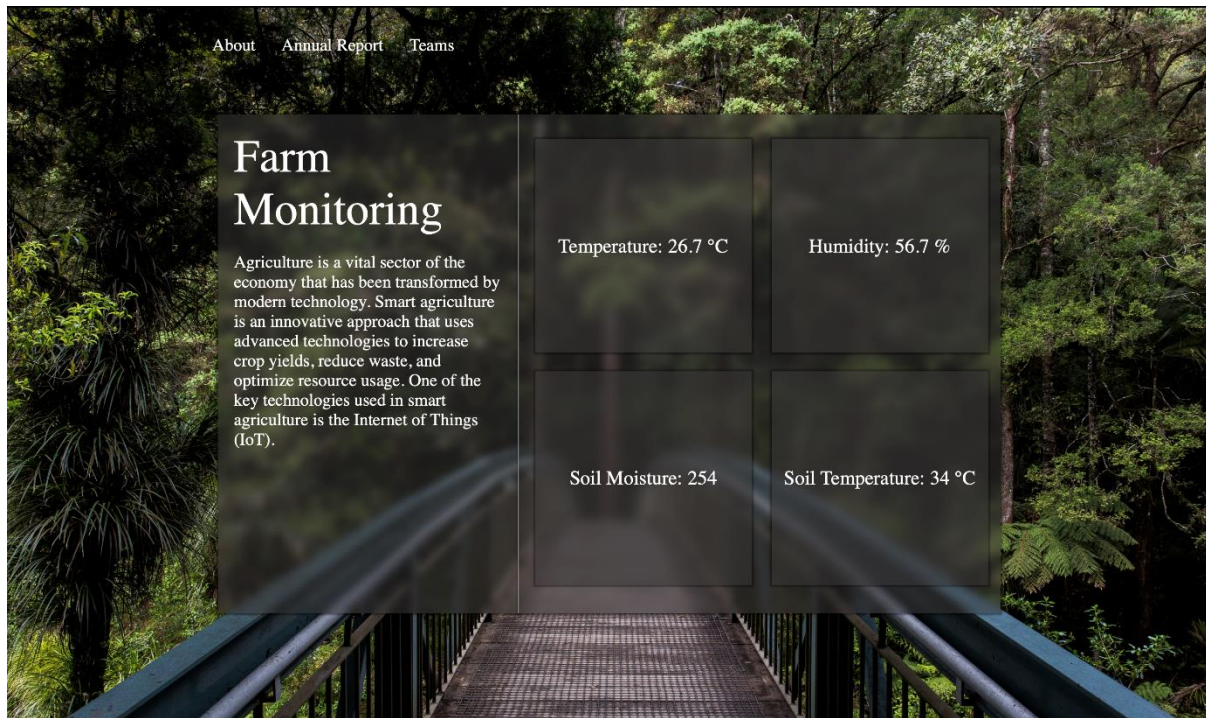 About Annual Report Teams
Farm
Monitoring
Agriculture is a vital sector of the
economy that has been transformed by
modern technology. Smart agriculture
is an innovative approach that uses
advanced technologies to increase
crop yields, reduce waste, and
optimize resource usage. One of the
key technologies used in smart
agriculture is the Internet of Things
(IoT).
Temperature: 26.7 °C
Humidity: 56.7 %
Soil Moisture: 254
Soil Temperature: 34 °C